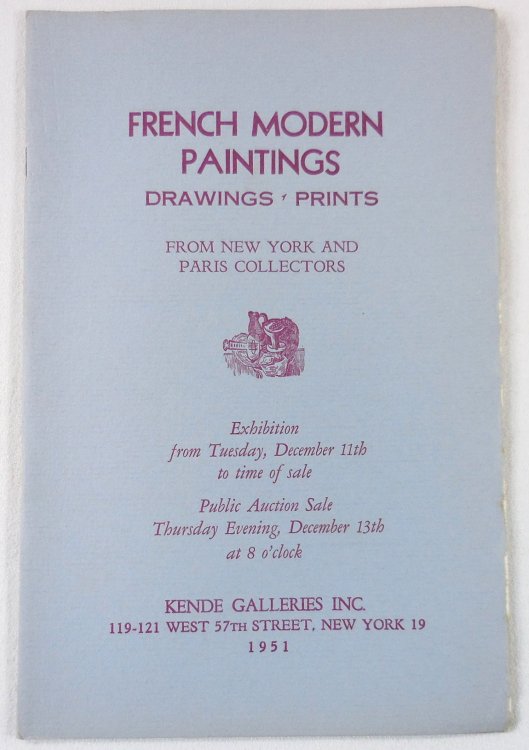 FRENCH MODERN
PAINTINGS
DRAWINGS ' PRINTS
FROM NEW YORK AND
PARIS COLLECTORS
Exhibition
from Tuesday, December 11th
to time of sale
Public Auction Sale
Thursday Evening, December 13th
at 8 o'clock
KENDE GALLERIES INC.
119-121 WEST 57TH STREET, NEW YORK 19
1951